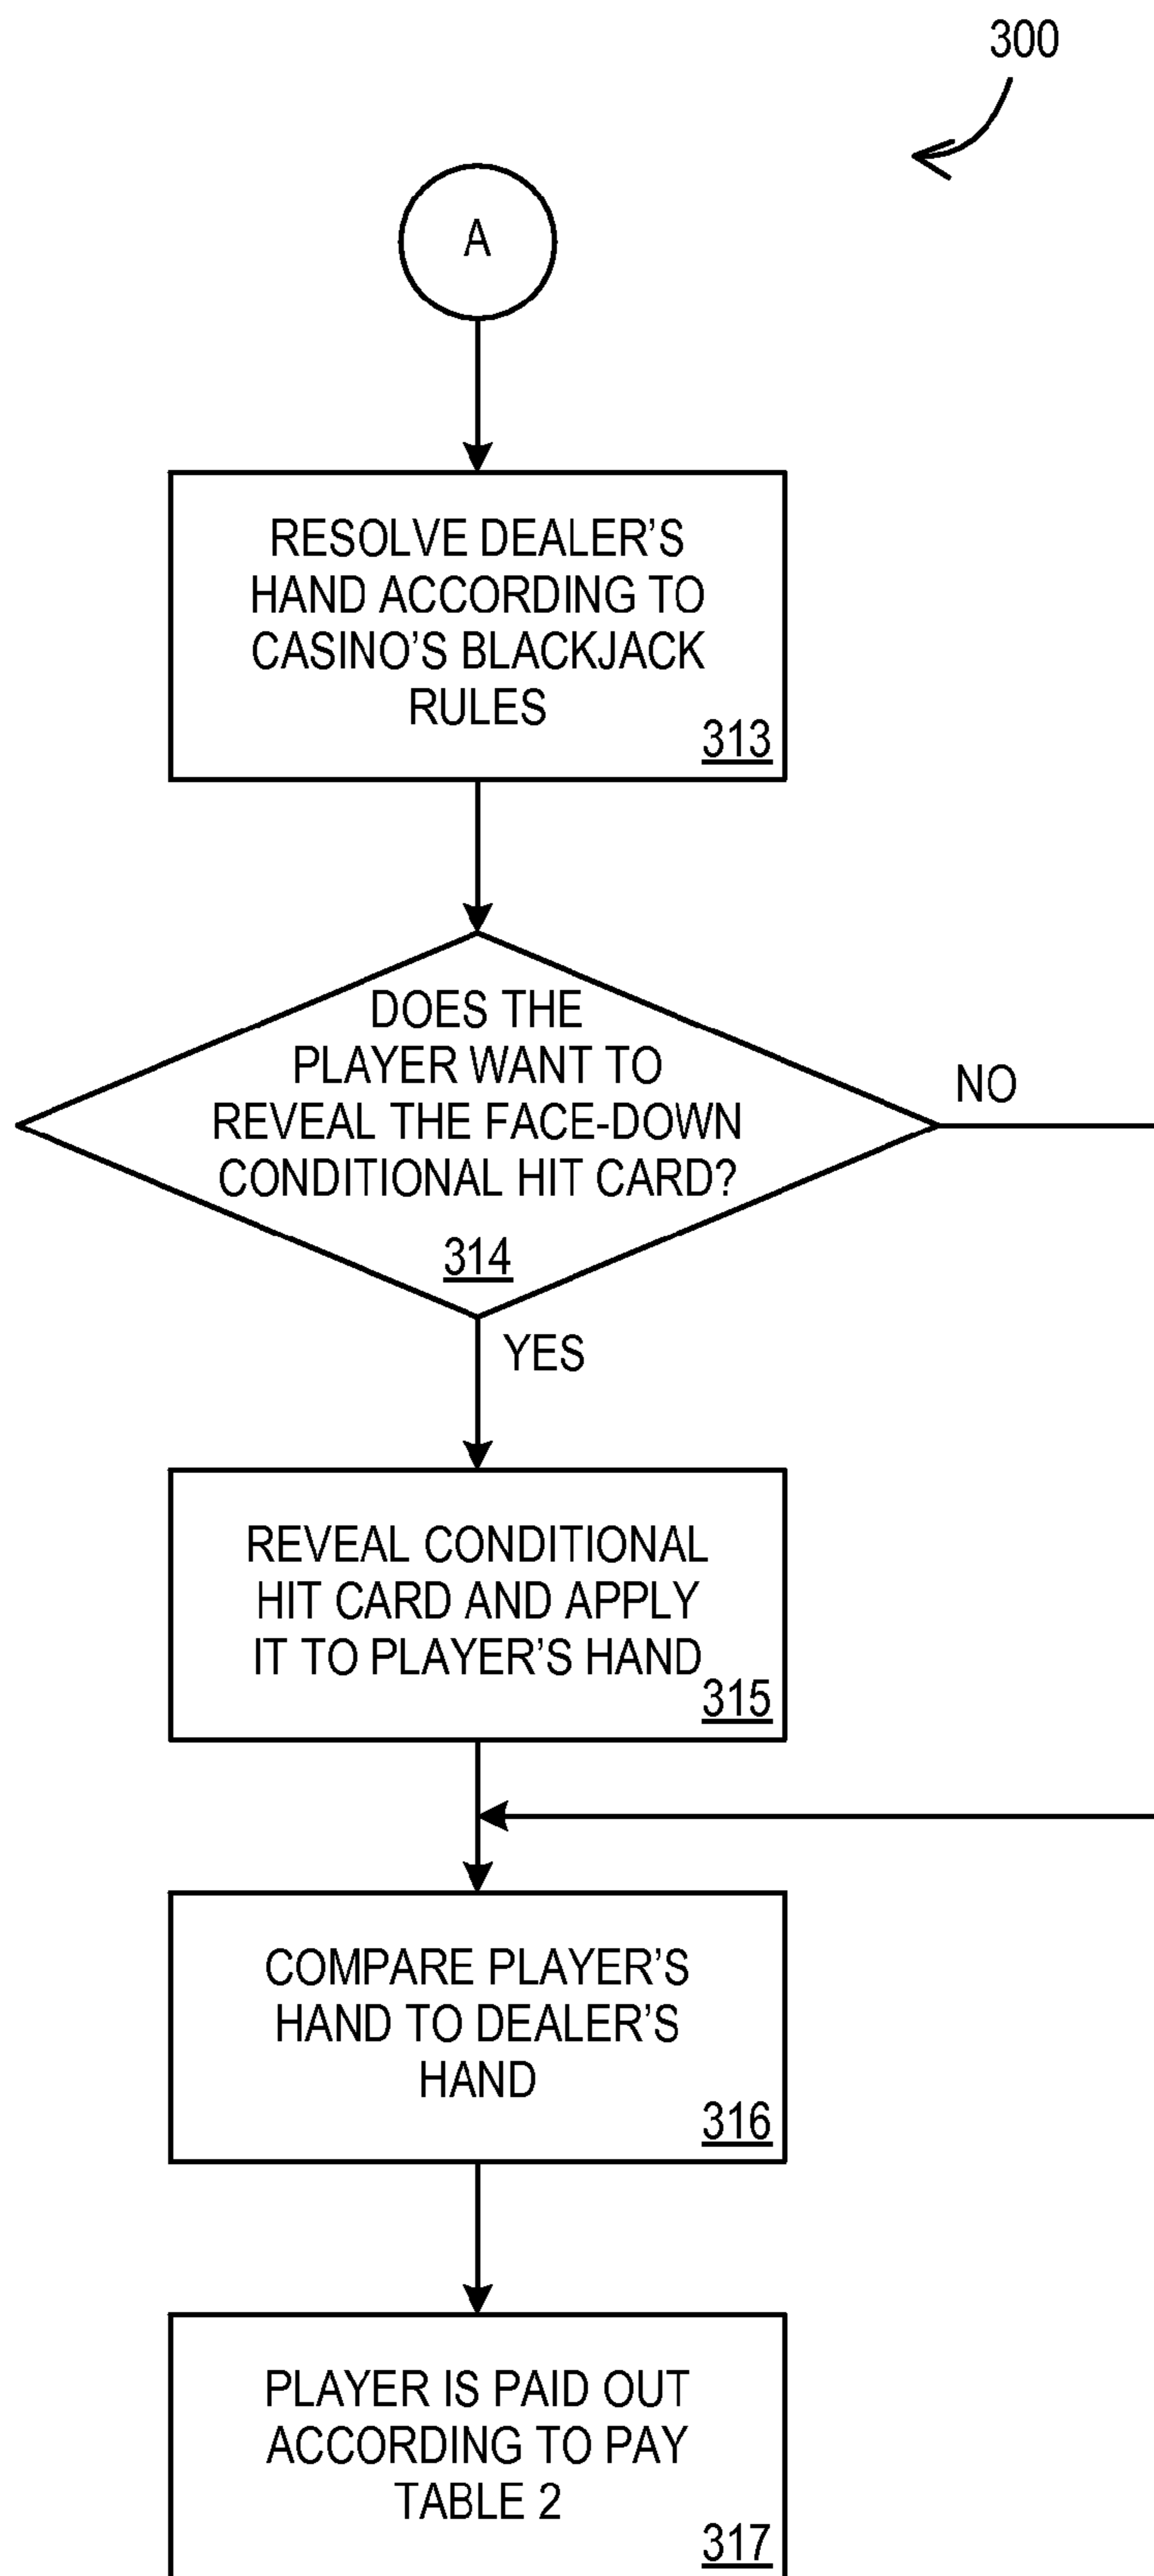 300
A
RESOLVE DEALER’S
HAND ACCORDING TO
CASINO’S BLACKJACK
RULES
313
DOES THE
PLAYER WANT TO
REVEAL THE FACE-DOWN
CONDITIONAL HIT CARD?
314
NO
YES
REVEAL CONDITIONAL
HIT CARD AND APPLY
IT TO PLAYER’S HAND
315
COMPARE PLAYER’S
HAND TO DEALER’S
HAND
316
PLAYER IS PAID OUT
ACCORDING TO PAY
TABLE 2
317